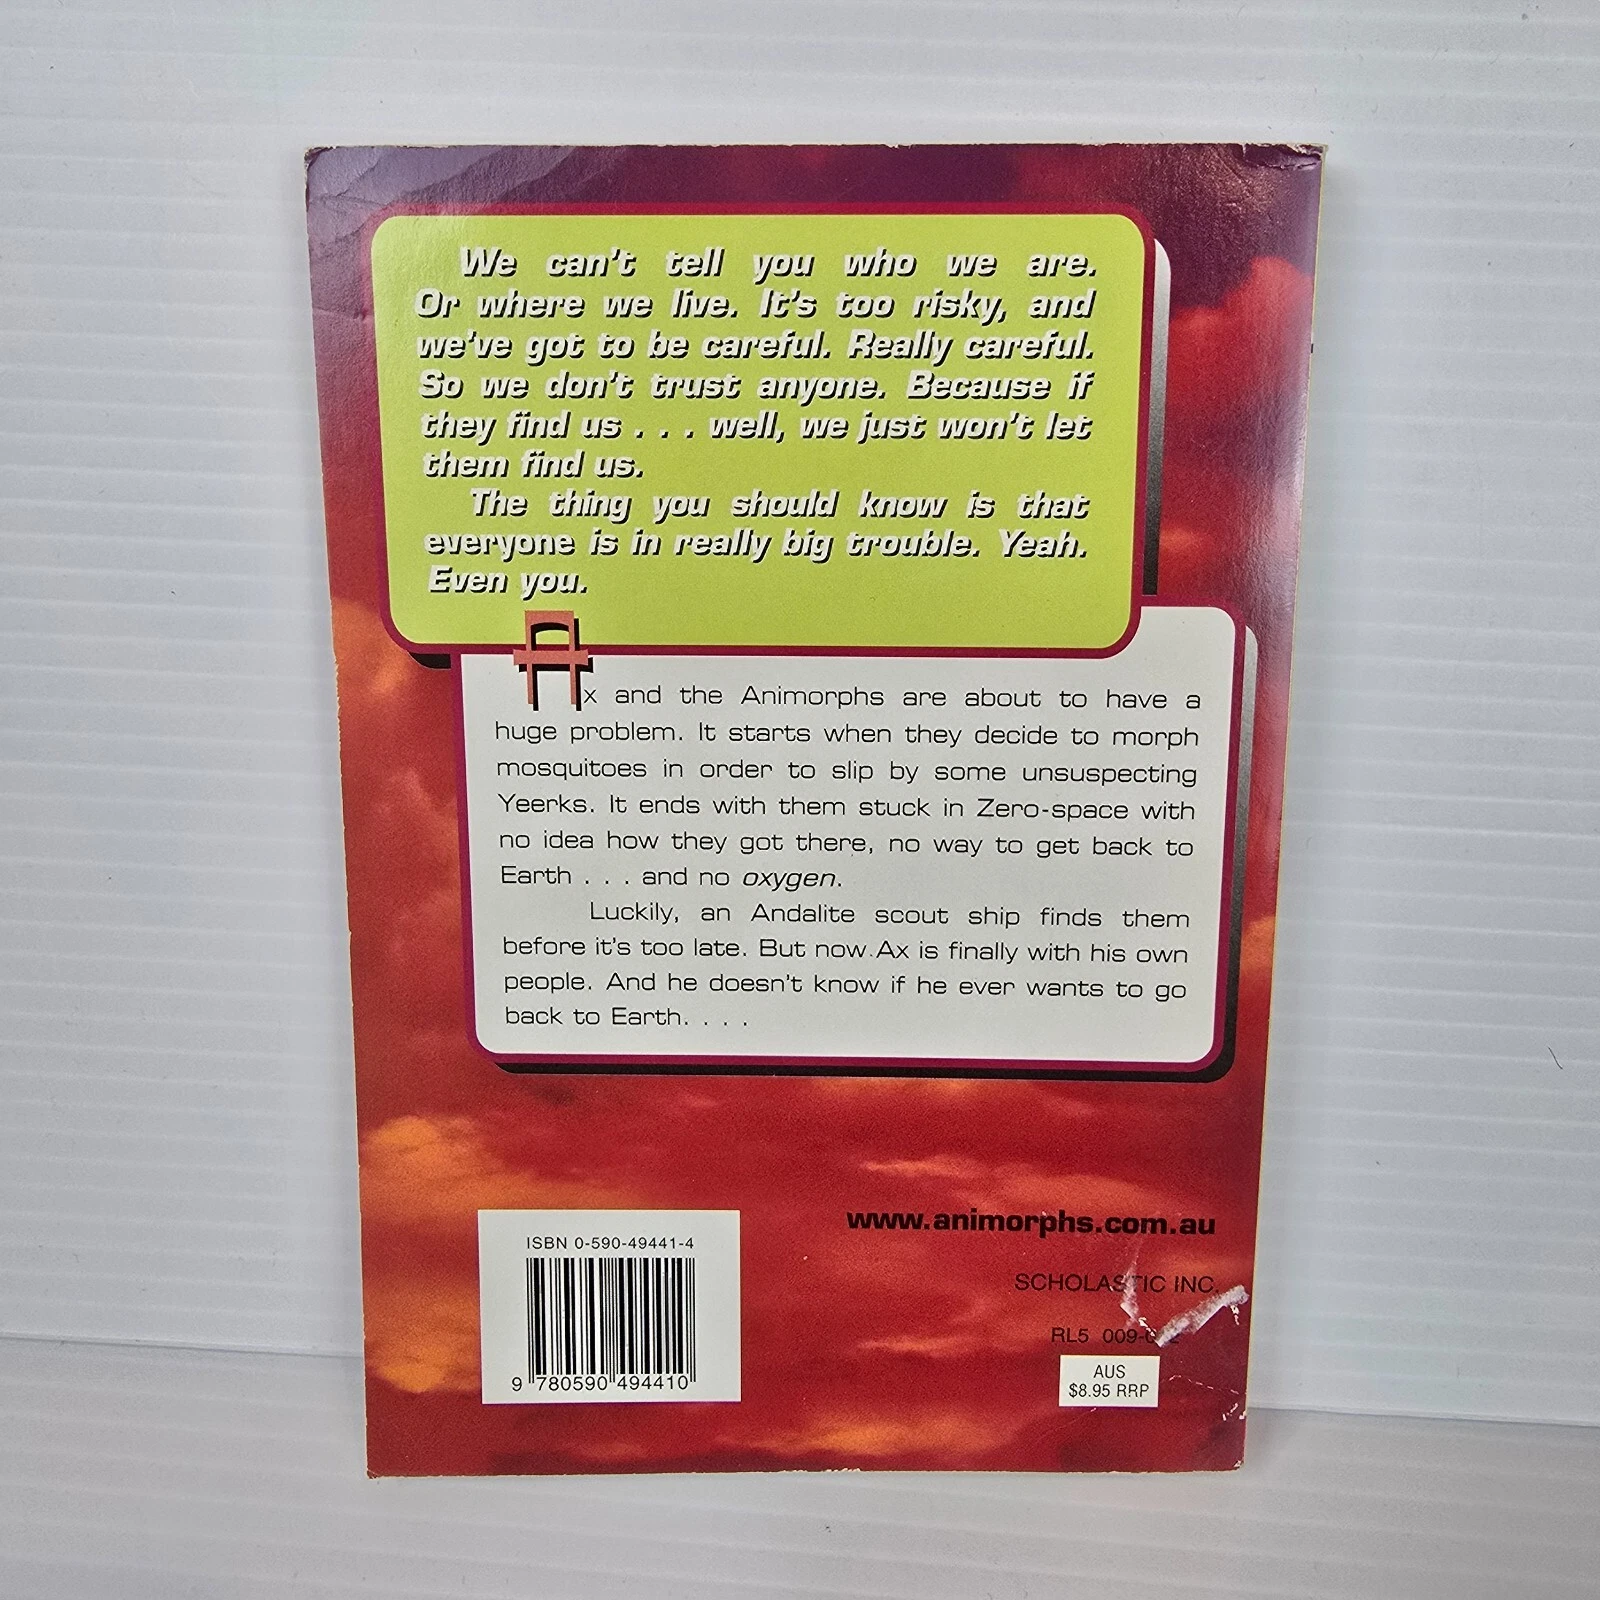 We can't tell you who we are.
Or where we live. It's too risky, and
we've got to be careful. Really careful.
So we don't trust anyone. Because if
they find us . . . well, we just won't let
them find us.
The thing you should know is that
everyone is in really big trouble. Yeah.
Even you.
Ax and the Animorphs are about to have a
huge problem. It starts when they decide to morph
mosquitoes in order to slip by some unsuspecting
Yeerks. It ends with them stuck in Zero-space with
no idea how they got there, no way to get back to
Earth . . . and no oxygen.
Luckily, an Andalite scout ship finds them
before it's too late. But now Ax is finally with his own
people. And he doesn't know if he ever wants to go
back to Earth. . . .
www.animorphs.com.au
SCHOLASTIC INC.
RL5
AUS
$8.95 RRP
ISBN 0-590-49441-4
9 780590 494410